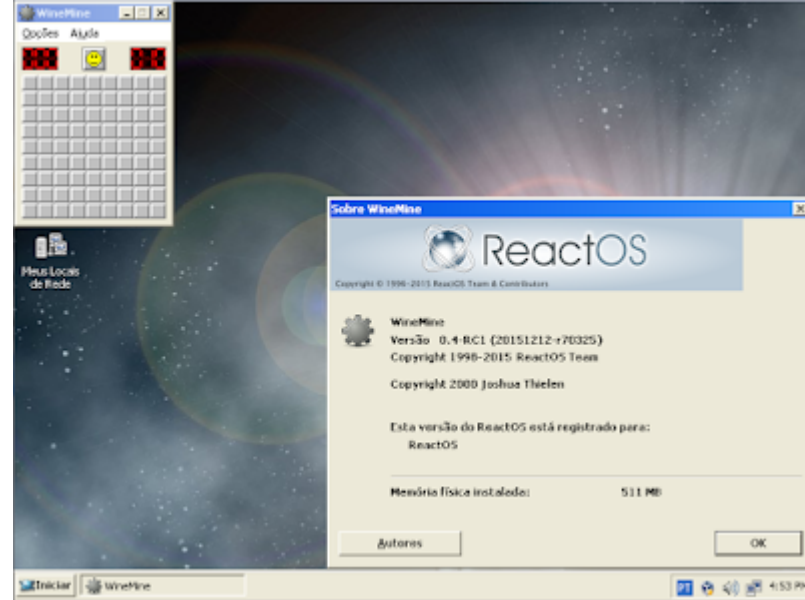 WineMine
Opções Ajuda
Meus Locais
de Rede
Sobre WineMine
ReactOS
Copyright © 1996-2015 ReactOS Team & Contributors
WineMine
Versão 0.4-RC1 (20151212-r70325)
Copyright 1998-2015 ReactOS Team
Copyright 2000 Joshua Thielen
Esta versão do ReactOS está registrado para:
ReactOS
Memória física instalada: 511 MB
Autores OK
Iniciar WineMine PT 4:53 PM